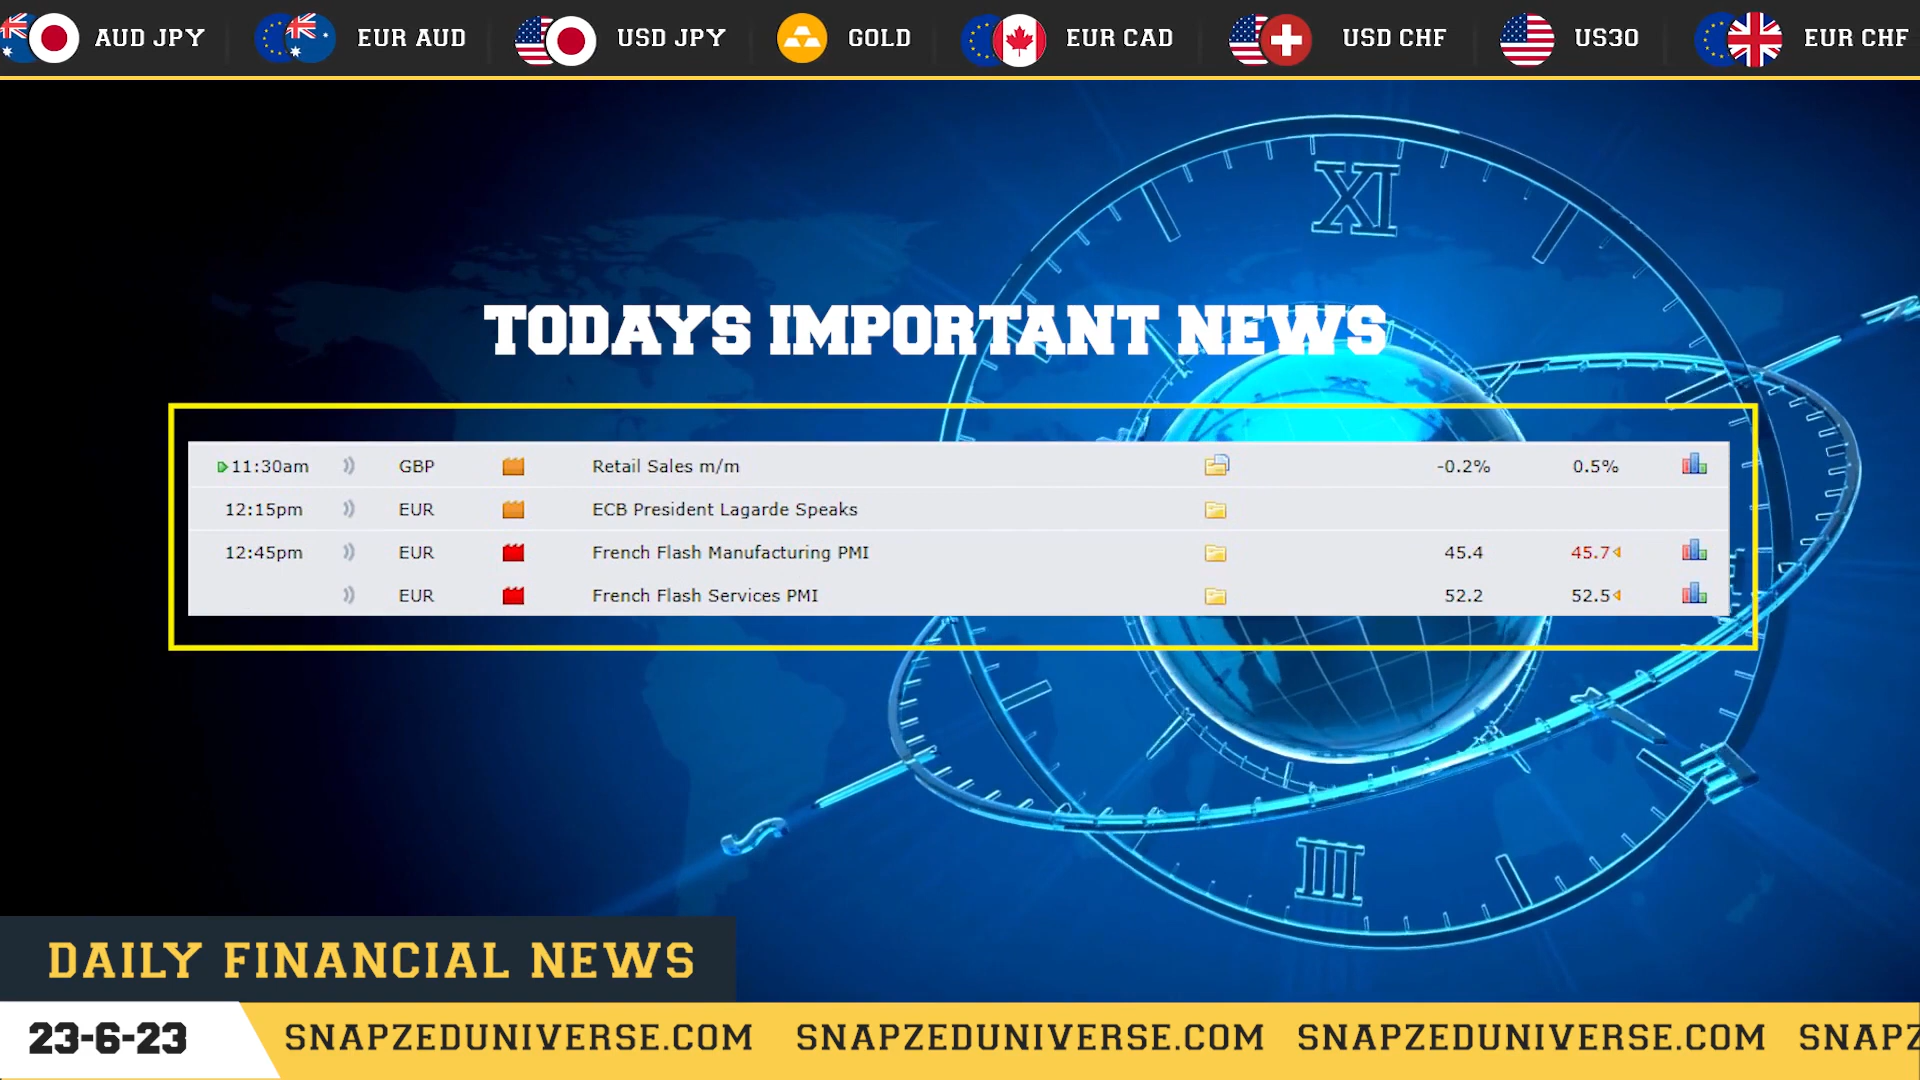 AUD JPY EUR AUD USD JPY GOLD EUR CAD USD CHF US30 EUR CHF
XI
TODAYS IMPORTANT NEWS
11:30am GBP Retail Sales m/m -0.2% 0.5%
12:15pm EUR ECB President Lagarde Speaks
12:45pm EUR French Flash Manufacturing PMI 45.4 45.7
EUR French Flash Services PMI 52.2 52.5
III
DAILY FINANCIAL NEWS
23-6-23 SNAPZEDUNIVERSE.COM SNAPZEDUNIVERSE.COM SNAPZEDUNIVERSE.COM SNAPZ